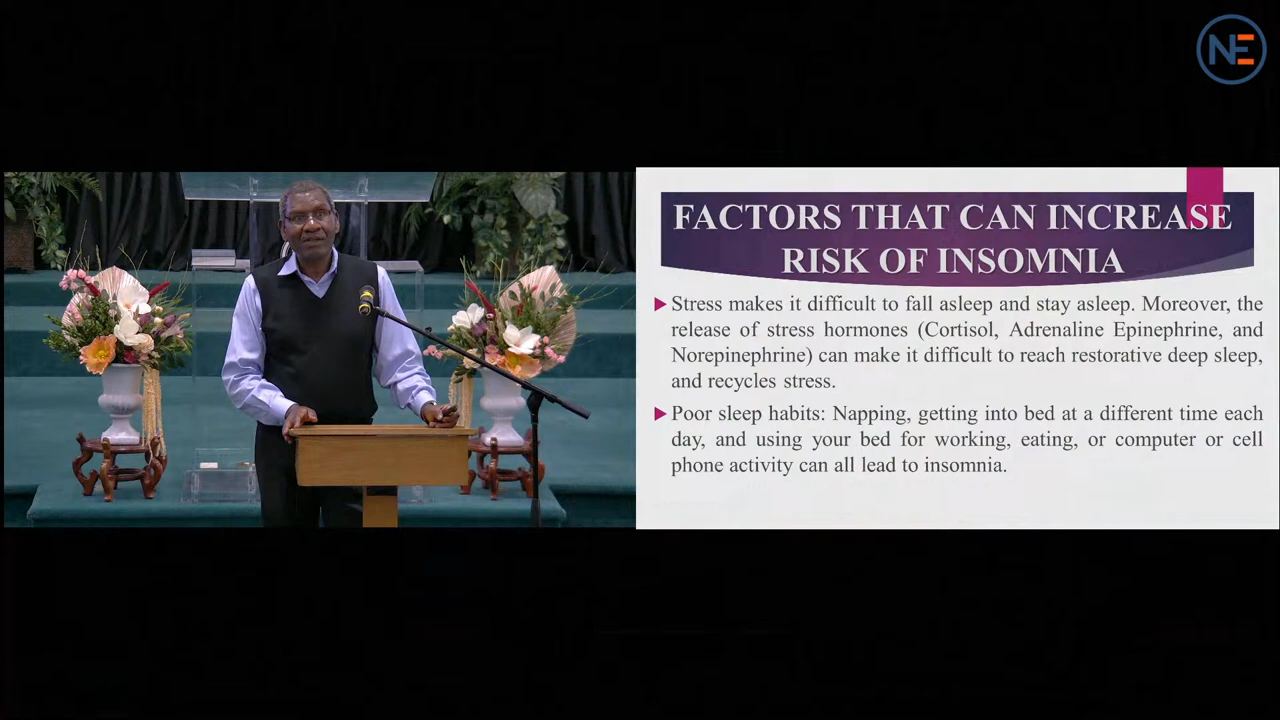 NE
FACTORS THAT CAN INCREASE
RISK OF INSOMNIA
Stress makes it difficult to fall asleep and stay asleep. Moreover, the
release of stress hormones (Cortisol, Adrenaline Epinephrine, and
Norepinephrine) can make it difficult to reach restorative deep sleep,
and recycles stress.
Poor sleep habits: Napping, getting into bed at a different time each
day, and using your bed for working, eating, or computer or cell
phone activity can all lead to insomnia.